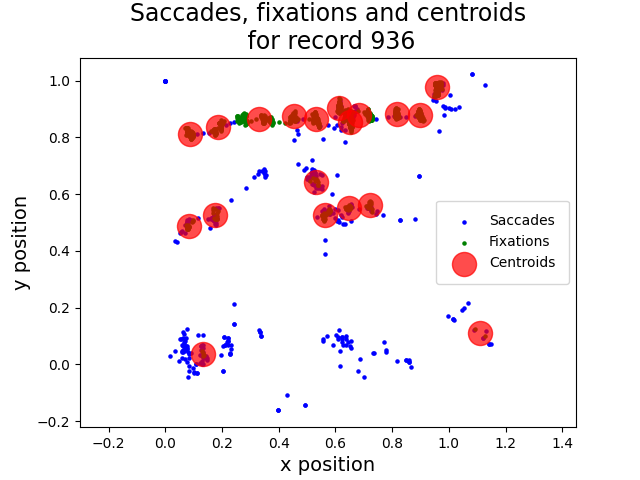 Saccades, fixations and centroids
for record 936
y position
1.0
0.8
0.6
0.4
0.2
0.0
−0.2
Saccades
Fixations
Centroids
−0.2
0.0
0.2
0.4
0.6
0.8
1.0
1.2
1.4
x position